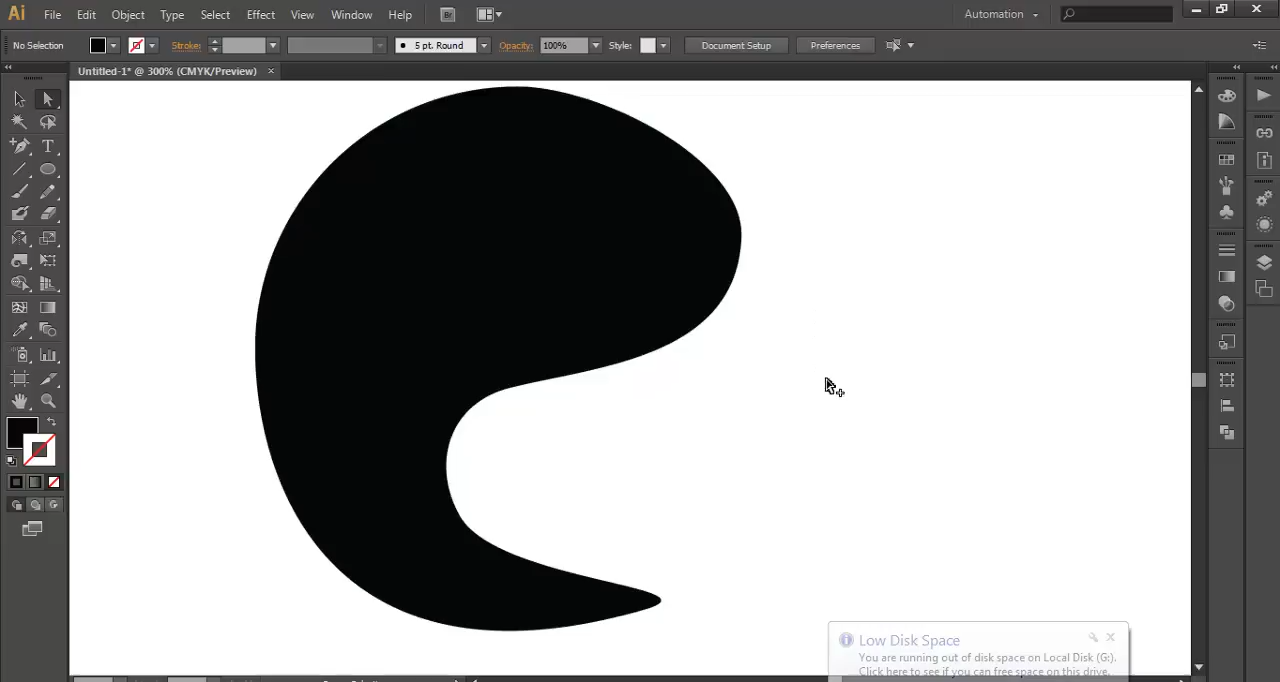 Ai File Edit Object Type Select Effect View Window Help Br Automation
No Selection Stroke: 5 pt. Round Opacity: 100% Style: Document Setup Preferences
Untitled-1* @ 300% (CMYK/Preview)
Low Disk Space
You are running out of disk space on Local Disk (G:).
Click here to see if you can free space on this drive.